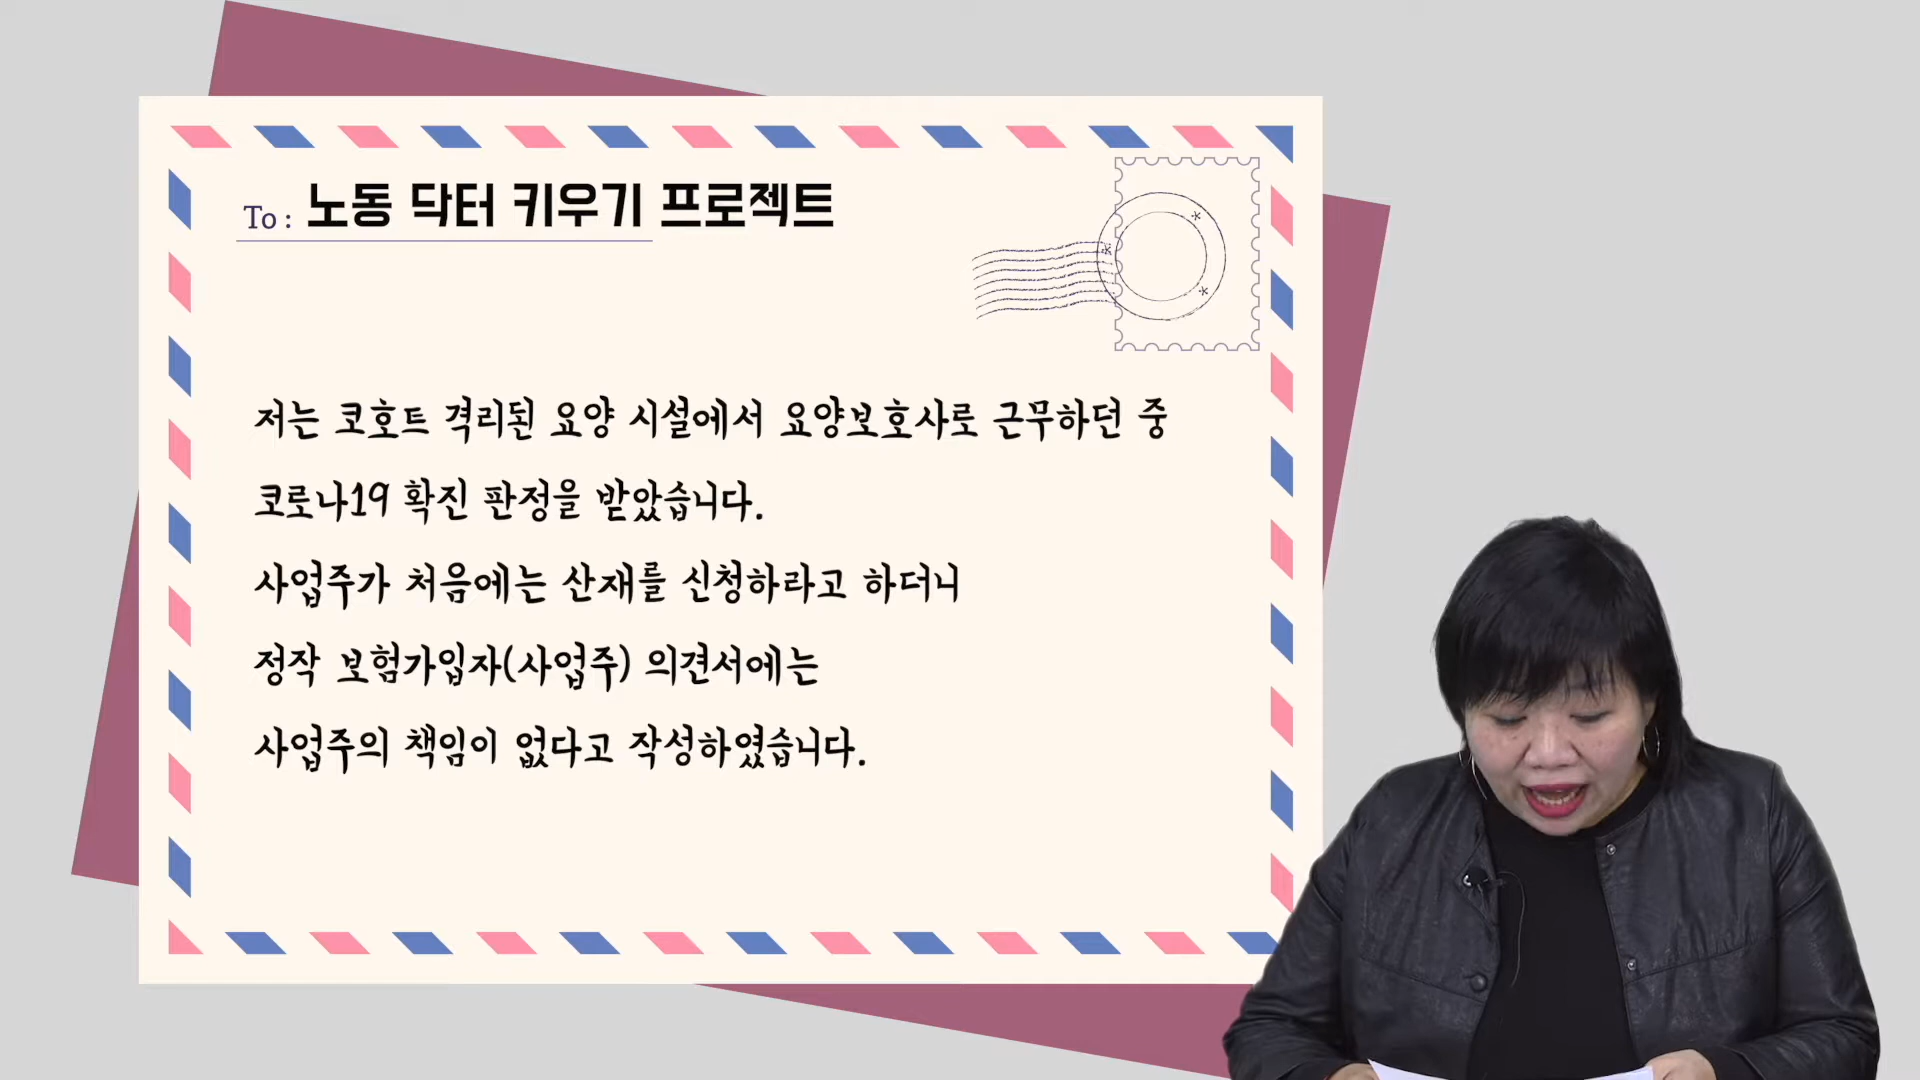 To : 노동 닥터 키우기 프로젝트
저는 코호트 격리된 요양 시설에서 요양보호사로 근무하던 중
코로나19 확진 판정을 받았습니다.
사업주가 처음에는 산재를 신청하라고 하더니
정작 보험가입자(사업주) 의견서에는
사업주의 책임이 없다고 작성하였습니다.